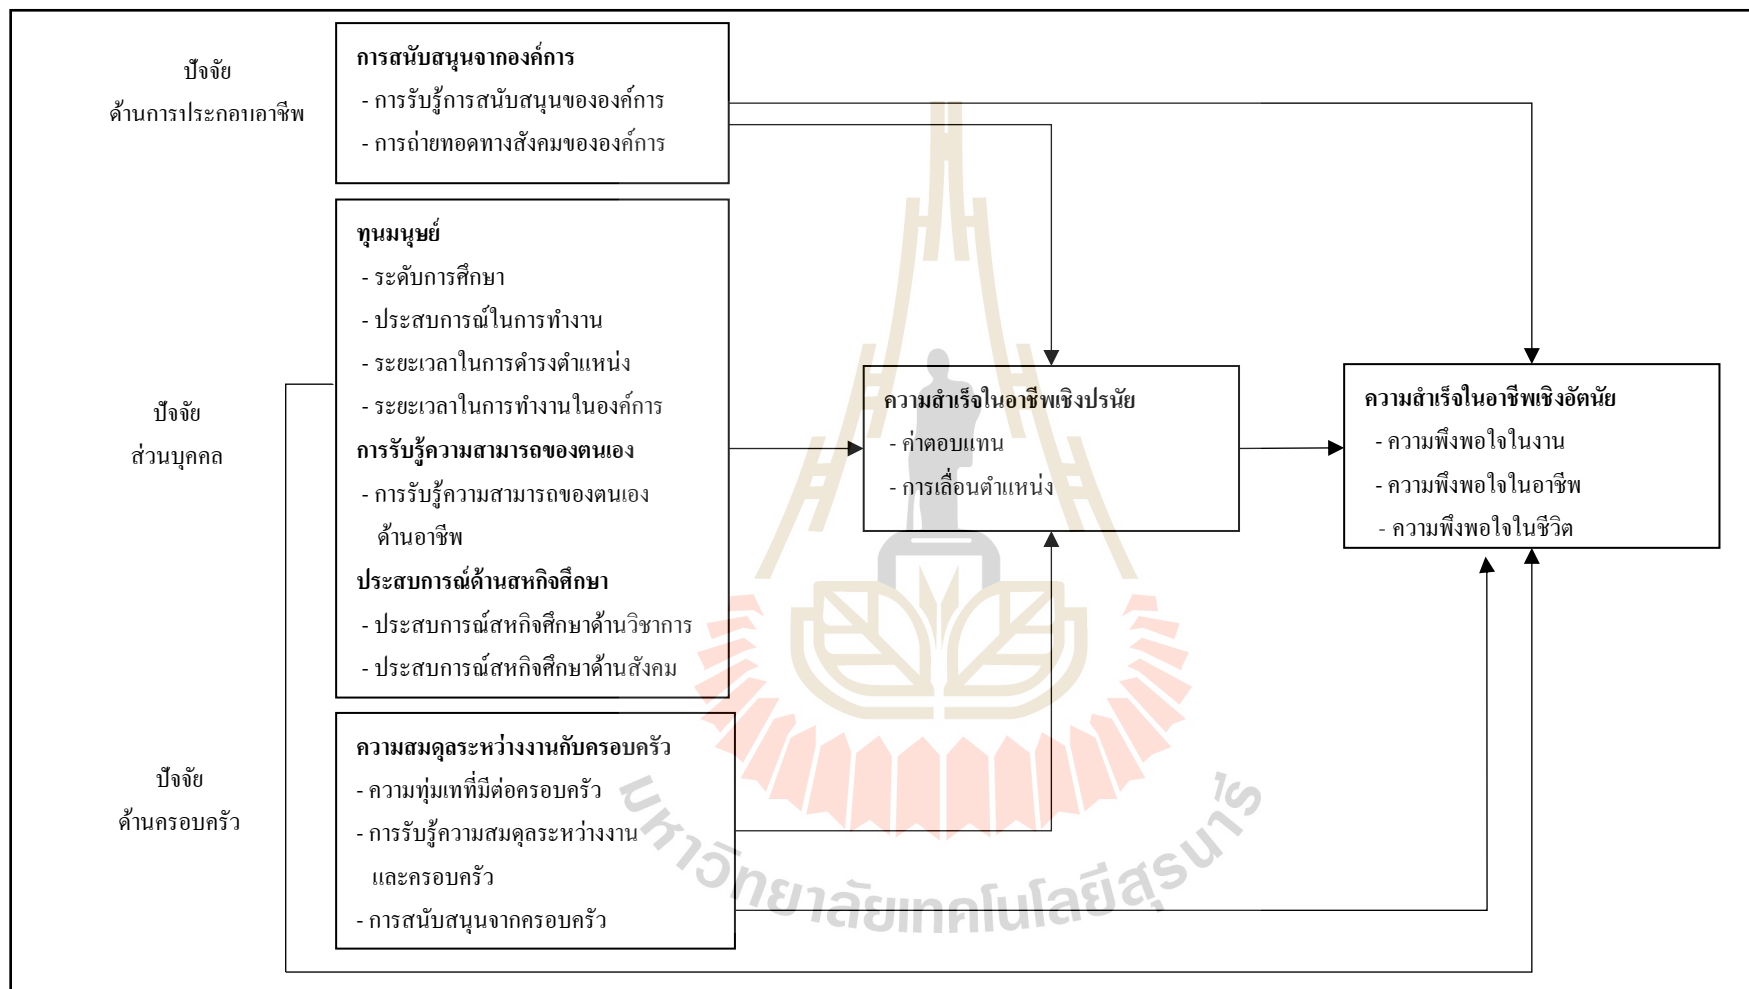 ปัจจัย
ด้านการประกอบอาชีพ
การสนับสนุนจากองค์การ
- การรับรู้การสนับสนุนขององค์การ
- การถ่ายทอดทางสังคมขององค์การ
ปัจจัย
ส่วนบุคคล
ทุนมนุษย์
- ระดับการศึกษา
- ประสบการณ์ในการทำงาน
- ระยะเวลาในการดำรงตำแหน่ง
- ระยะเวลาในการทำงานในองค์การ
การรับรู้ความสามารถของตนเอง
- การรับรู้ความสามารถของตนเอง
ด้านอาชีพ
ประสบการณ์ด้านสหกิจศึกษา
- ประสบการณ์สหกิจศึกษาด้านวิชาการ
- ประสบการณ์สหกิจศึกษาด้านสังคม
ปัจจัย
ด้านครอบครัว
ความสมดุลระหว่างงานกับครอบครัว
- ความทุ่มเทที่มีต่อครอบครัว
- การรับรู้ความสมดุลระหว่างงาน
และครอบครัว
- การสนับสนุนจากครอบครัว
ความสำเร็จในอาชีพเชิงปรนัย
- ค่าตอบแทน
- การเลื่อนตำแหน่ง
ความสำเร็จในอาชีพเชิงอัตนัย
- ความพึงพอใจในงาน
- ความพึงพอใจในอาชีพ
- ความพึงพอใจในชีวิต
มหาวิทยาลัยเทคโนโลยีสุรนารี